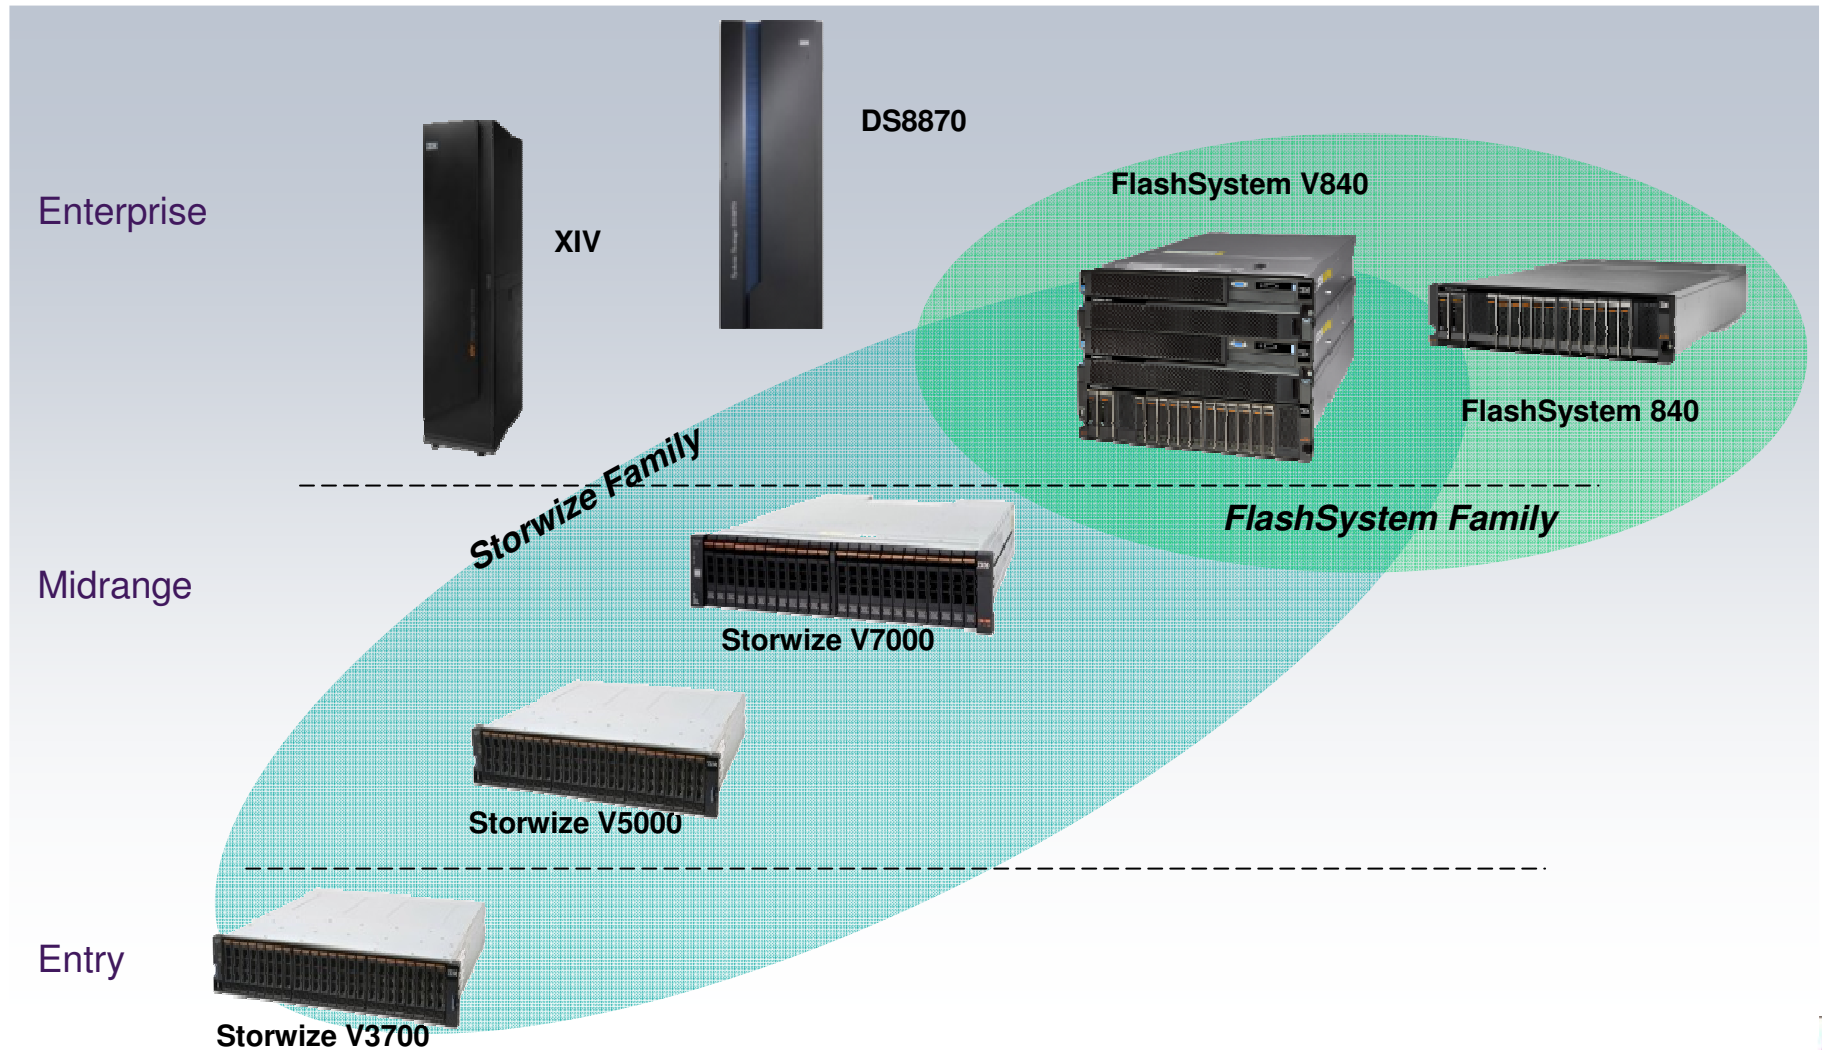 DS8870
FlashSystem V840
Enterprise
XIV
FlashSystem 840
Storwize Family
FlashSystem Family
Midrange
Storwize V7000
Storwize V5000
Entry
Storwize V3700